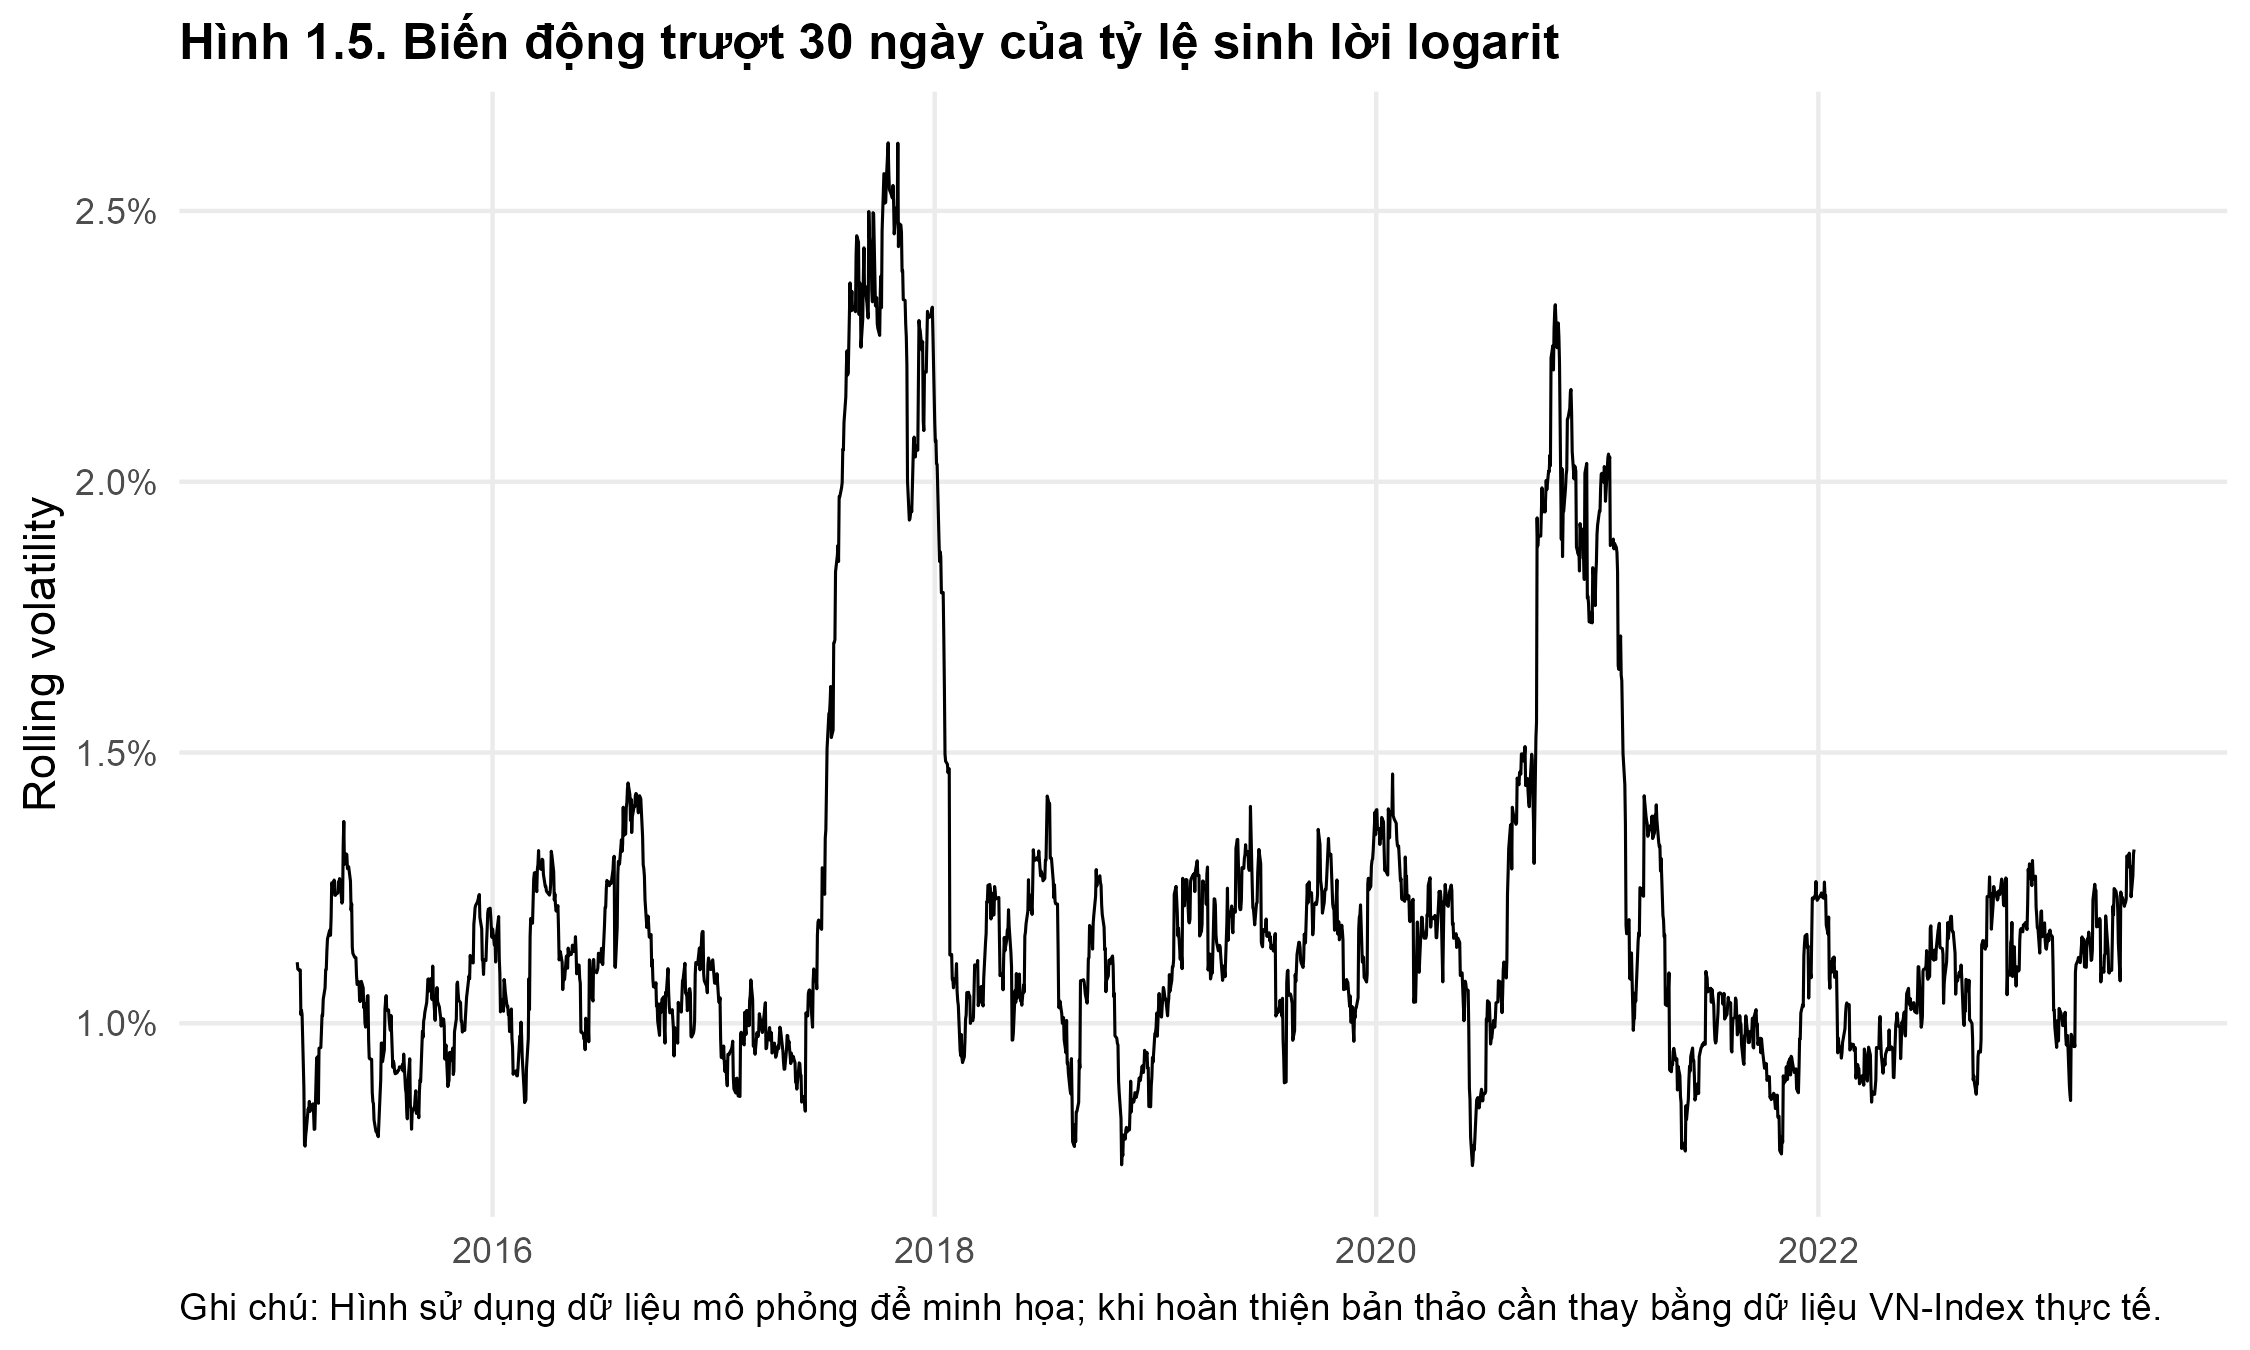 Hình 1.5. Biến động trượt 30 ngày của tỷ lệ sinh lời logarit
Rolling volatility
2.5%
2.0%
1.5%
1.0%
2016
2018
2020
2022
Ghi chú: Hình sử dụng dữ liệu mô phỏng để minh họa; khi hoàn thiện bản thảo cần thay bằng dữ liệu VN-Index thực tế.